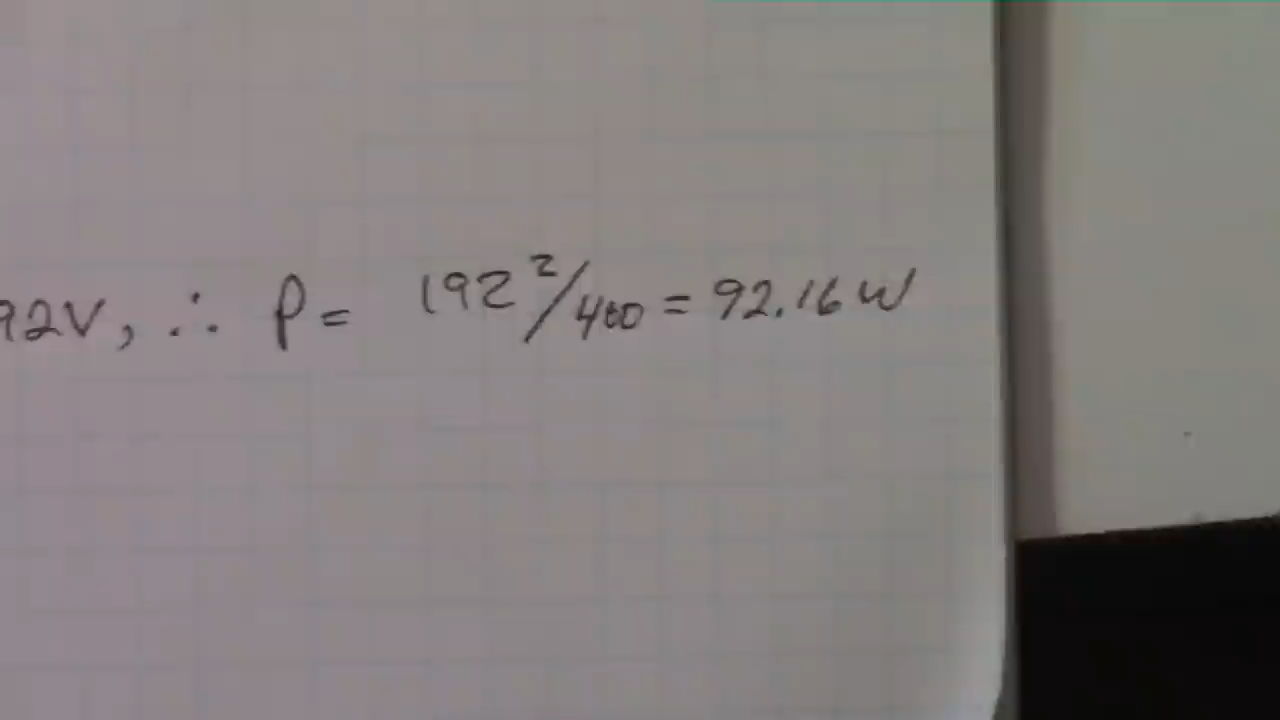 92V, ∴ P = 192²/400 = 92.16 W